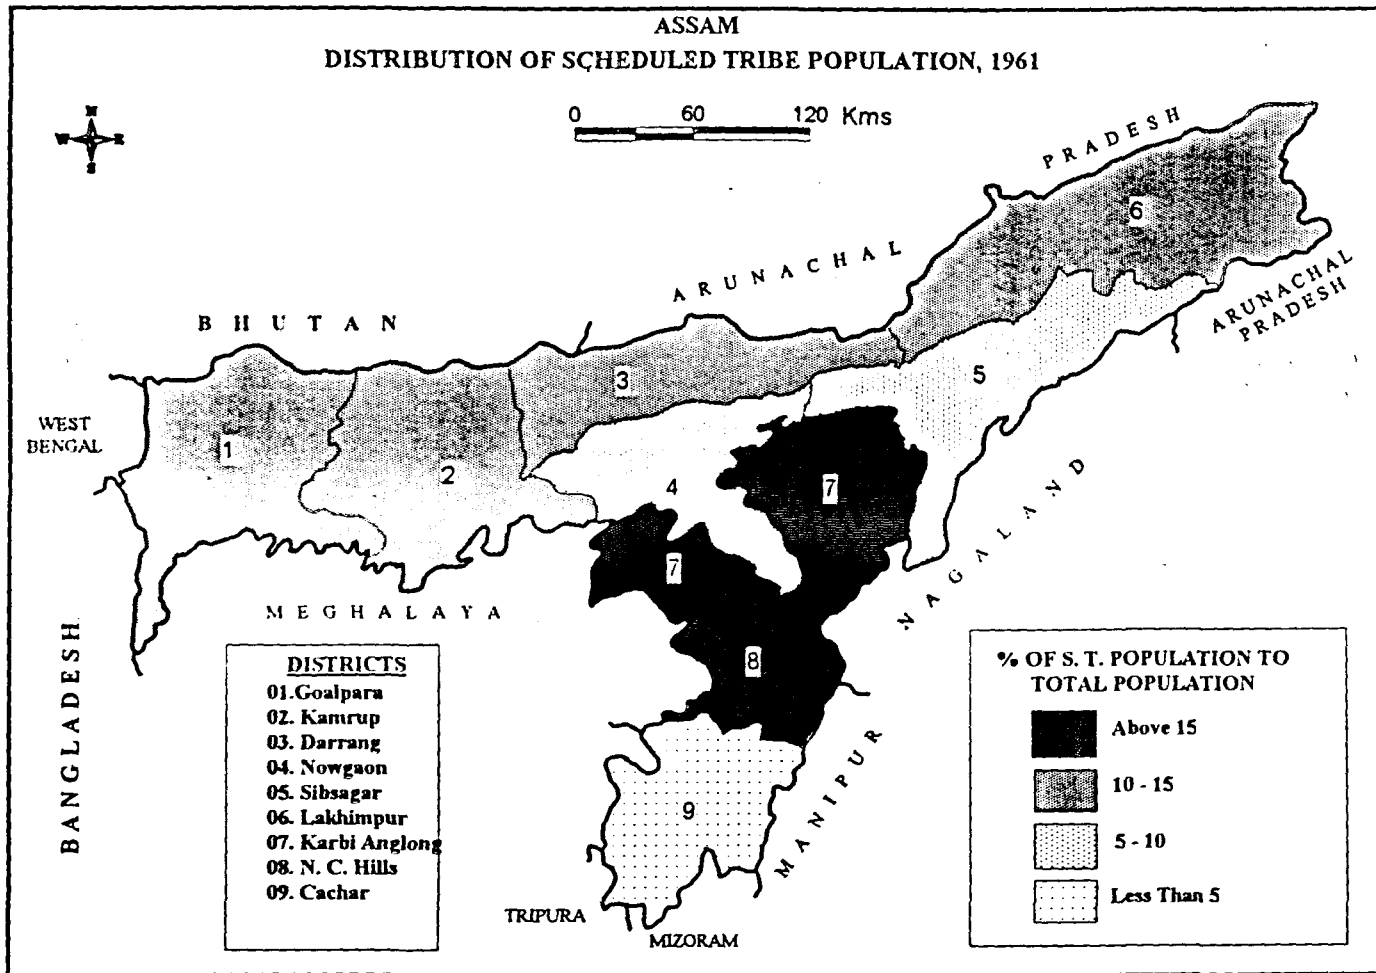 ASSAM
DISTRIBUTION OF SCHEDULED TRIBE POPULATION, 1961
N
W E
S
0 60 120 Kms
PRADESH
ARUNACHAL
BHUTAN
ARUNACHAL
PRADESH
WEST
BENGAL
6
3
5
1
2
4
7
7
8
9
NAGALAND
MEGHALAYA
BANGLADESH
MANIPUR
TRIPURA
MIZORAM
DISTRICTS
01.Goalpara
02. Kamrup
03. Darrang
04. Nowgaon
05. Sibsagar
06. Lakhimpur
07. Karbi Anglong
08. N. C. Hills
09. Cachar
% OF S. T. POPULATION TO
TOTAL POPULATION
Above 15
10 - 15
5 - 10
Less Than 5